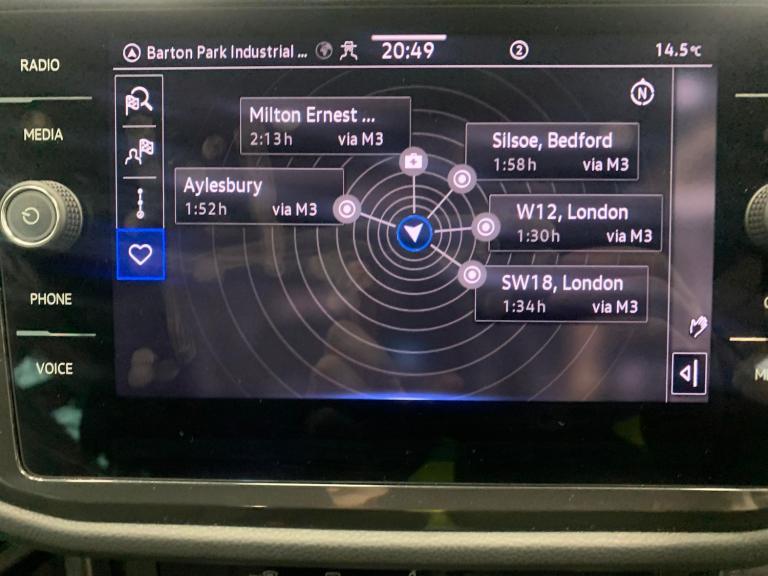 RADIO
MEDIA
PHONE
VOICE
Barton Park Industrial ...
20:49
2
14.5°C
N
Milton Ernest ...
2:13h via M3
Silsoe, Bedford
1:58h via M3
Aylesbury
1:52h via M3
W12, London
1:30h via M3
SW18, London
1:34h via M3